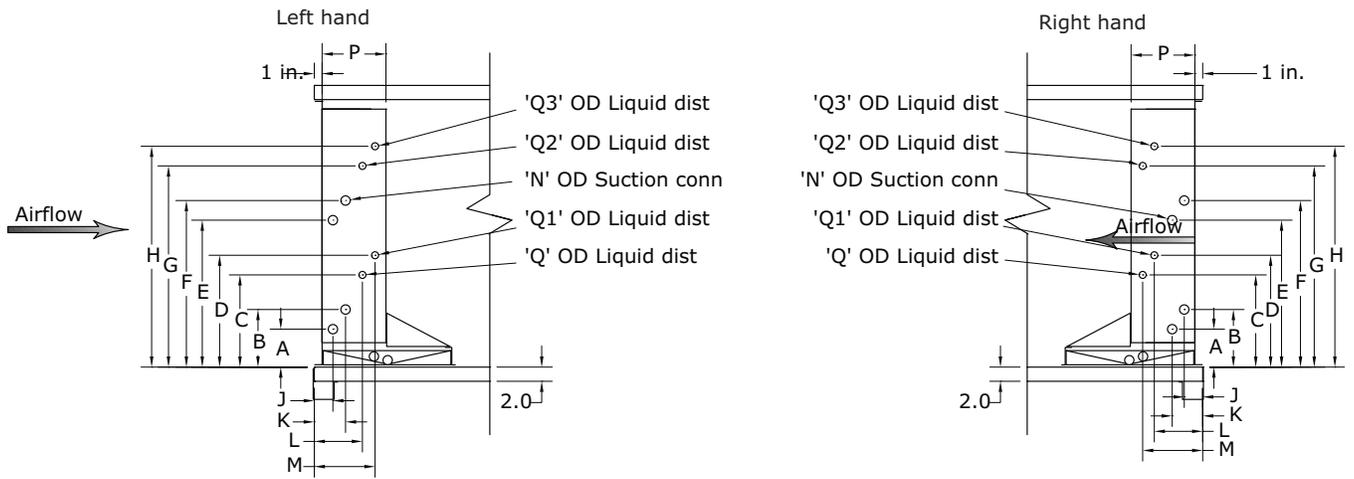 Left hand
P
1 in.
'Q3' OD Liquid dist
'Q2' OD Liquid dist
'N' OD Suction conn
'Q1' OD Liquid dist
'Q' OD Liquid dist
Airflow
H
G
F
E
D
C
B
A
J
K
L
M
2.0
Right hand
P
1 in.
'Q3' OD Liquid dist
'Q2' OD Liquid dist
'N' OD Suction conn
'Q1' OD Liquid dist
'Q' OD Liquid dist
Airflow
H
G
F
E
D
C
B
A
J
K
L
M
2.0